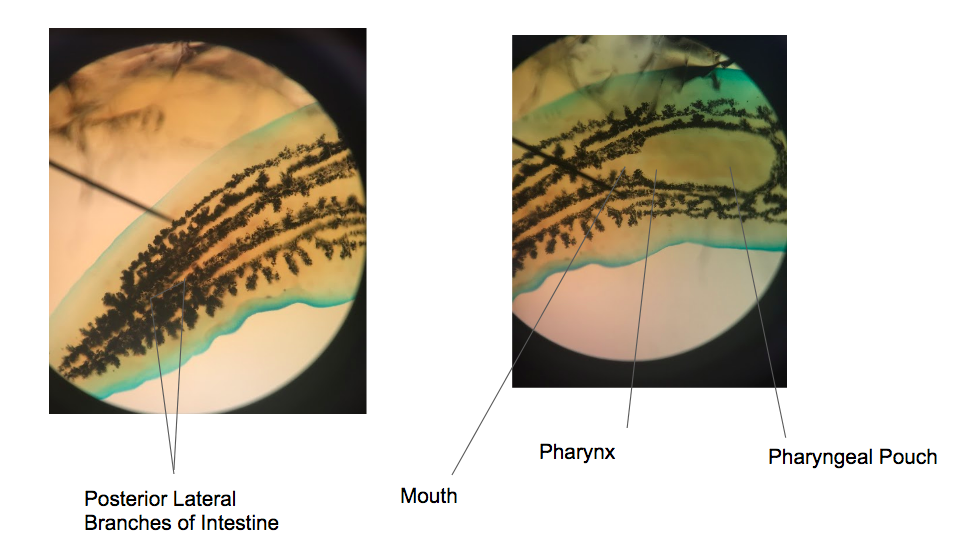 Pharynx
Pharyngeal Pouch
Mouth
Posterior Lateral
Branches of Intestine